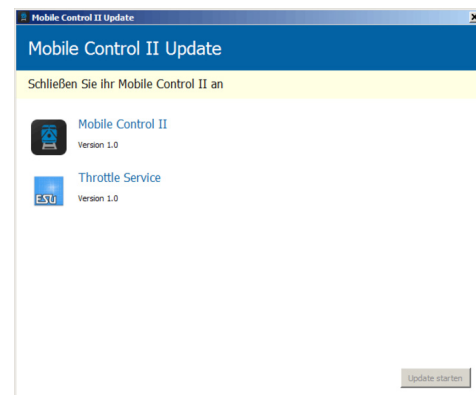 Mobile Control II Update
Mobile Control II Update
Schließen Sie ihr Mobile Control II an
Mobile Control II
Version 1.0
Throttle Service
ESU
Version 1.0
Update starten